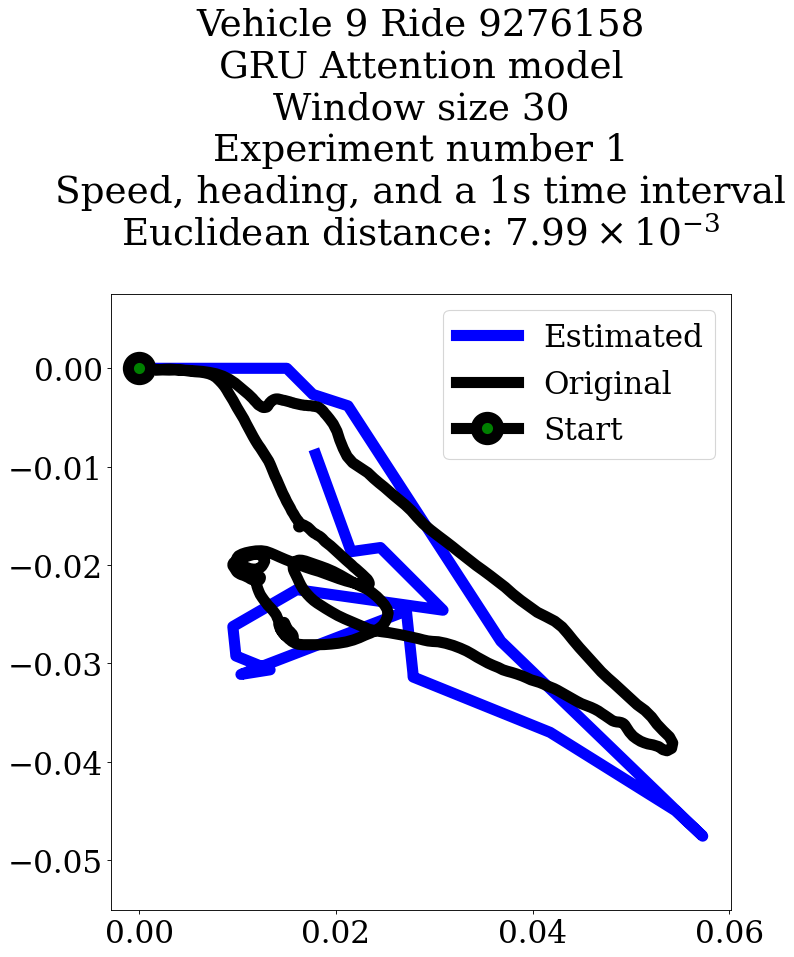 Vehicle 9 Ride 9276158
GRU Attention model
Window size 30
Experiment number 1
Speed, heading, and a 1s time interval
Euclidean distance: 7.99 × 10⁻³
Estimated
Original
Start
0.00
−0.01
−0.02
−0.03
−0.04
−0.05
0.00 0.02 0.04 0.06